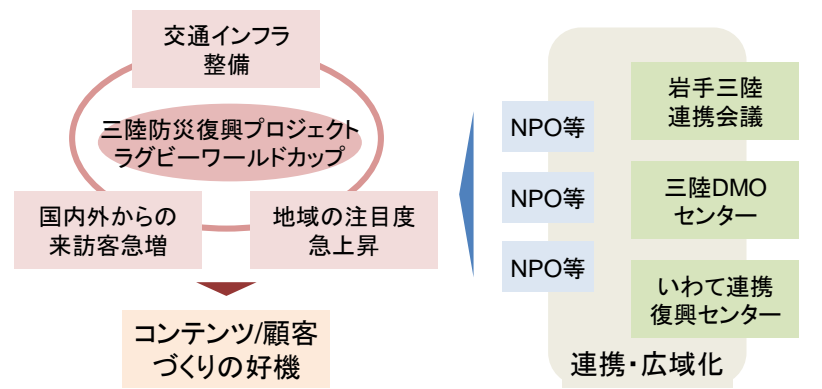 交通インフラ
整備
三陸防災復興プロジェクト
ラグビーワールドカップ
国内外からの
来訪客急増
地域の注目度
急上昇
コンテンツ/顧客
づくりの好機
NPO等
NPO等
NPO等
岩手三陸
連携会議
三陸DMO
センター
いわて連携
復興センター
連携・広域化